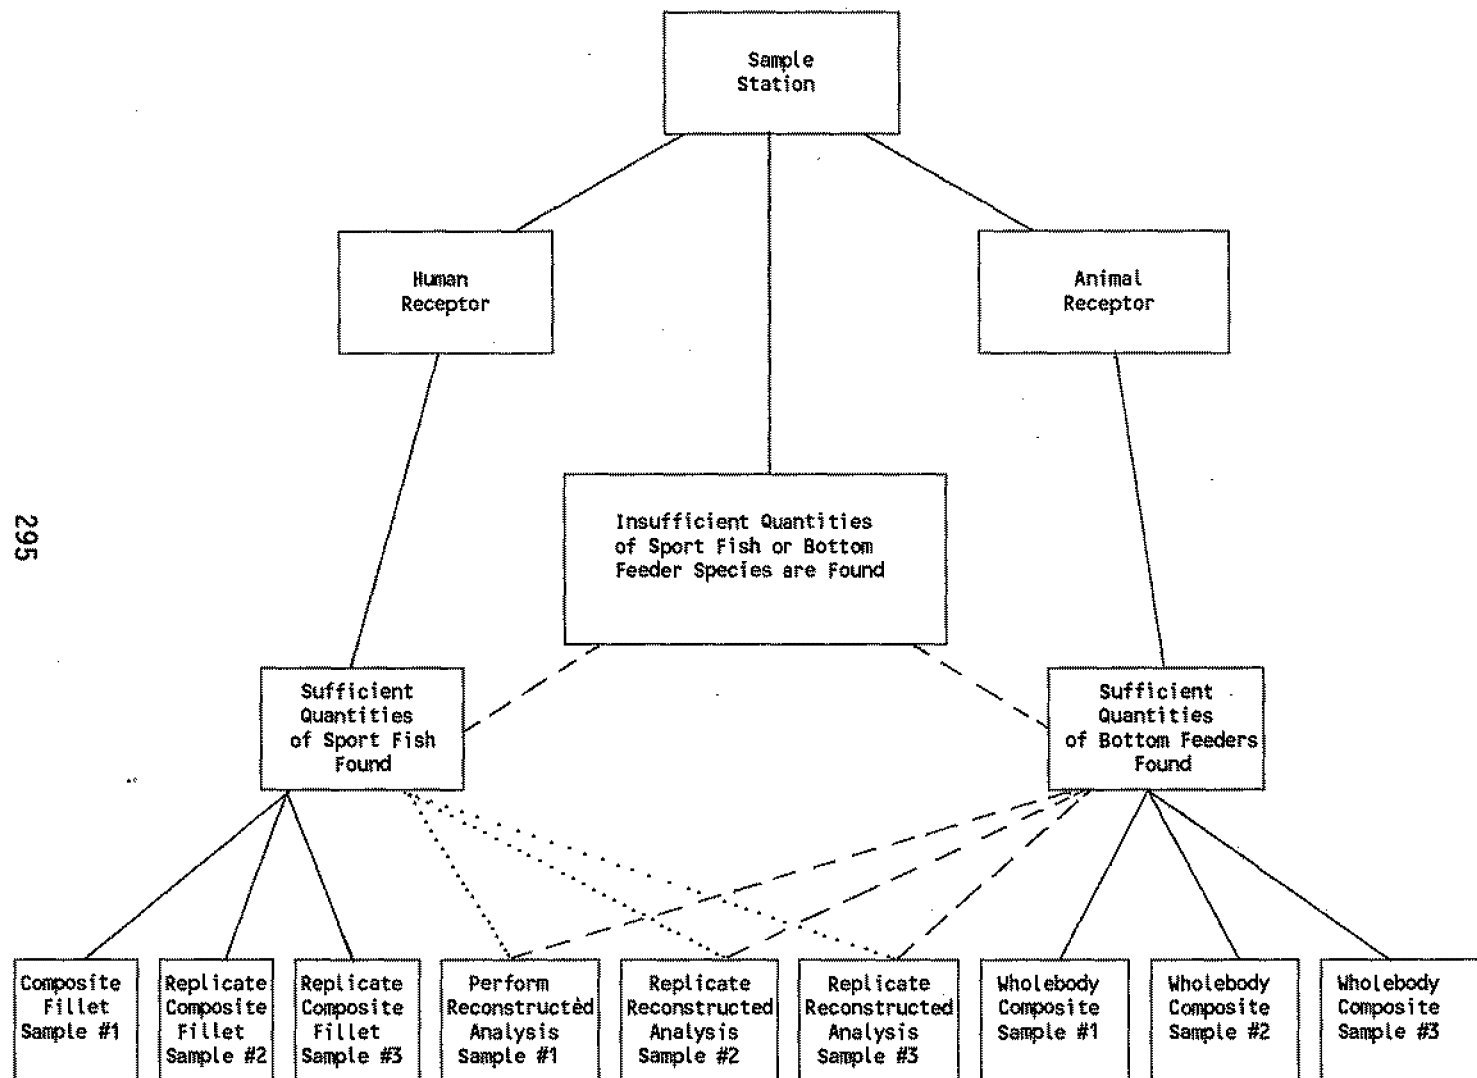 Sample
Station
Human
Receptor
Animal
Receptor
Insufficient Quantities
of Sport Fish or Bottom
Feeder Species are Found
295
Sufficient
Quantities
of Sport Fish
Found
Sufficient
Quantities
of Bottom Feeders
Found
Composite
Fillet
Sample #1
Replicate
Composite
Fillet
Sample #2
Replicate
Composite
Fillet
Sample #3
Perform
Reconstructed
Analysis
Sample #1
Replicate
Reconstructed
Analysis
Sample #2
Replicate
Reconstructed
Analysis
Sample #3
Wholebody
Composite
Sample #1
Wholebody
Composite
Sample #2
Wholebody
Composite
Sample #3